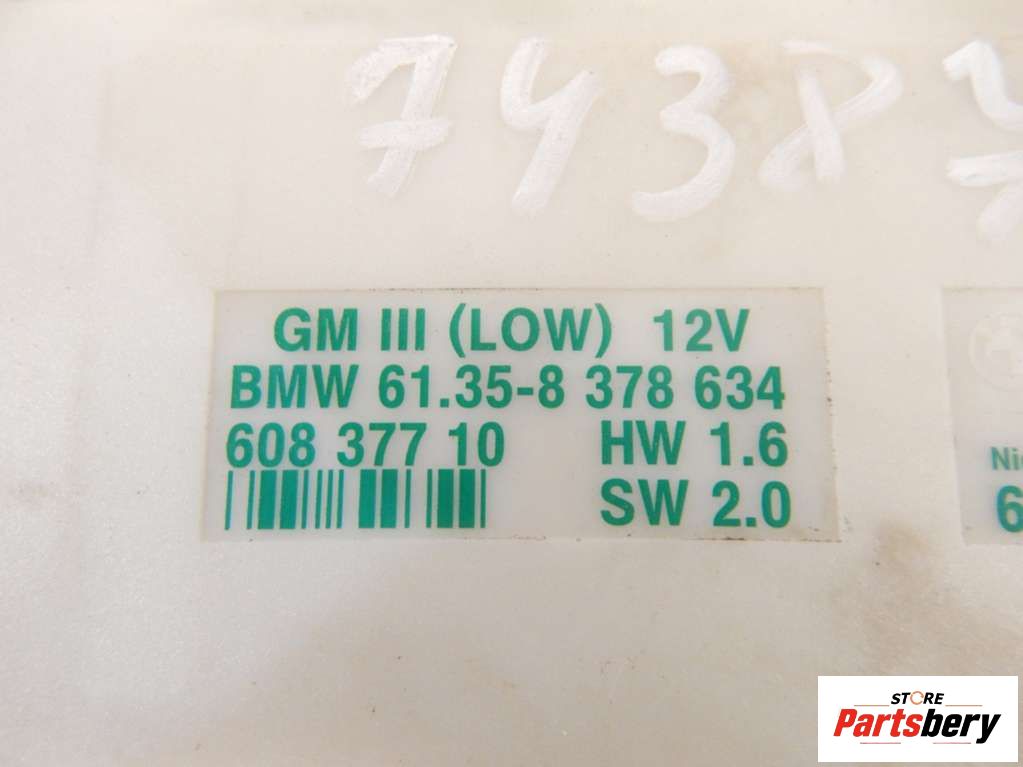 7438
GM III (LOW) 12V
BMW 61.35-8 378 634
608 377 10 HW 1.6
SW 2.0
STORE
Partsbery